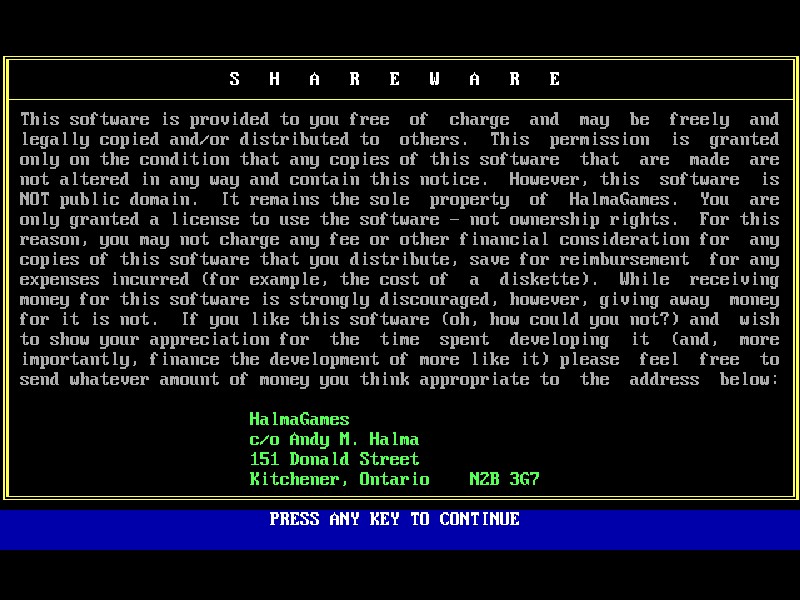 S H A R E W A R E
This software is provided to you free of charge and may be freely and
legally copied and/or distributed to others. This permission is granted
only on the condition that any copies of this software that are made are
not altered in any way and contain this notice. However, this software is
NOT public domain. It remains the sole property of HalmaGames. You are
only granted a license to use the software - not ownership rights. For this
reason, you may not charge any fee or other financial consideration for any
copies of this software that you distribute, save for reimbursement for any
expenses incurred (for example, the cost of a diskette). While receiving
money for this software is strongly discouraged, however, giving away money
for it is not. If you like this software (oh, how could you not?) and wish
to show your appreciation for the time spent developing it (and, more
importantly, finance the development of more like it) please feel free to
send whatever amount of money you think appropriate to the address below:
HalmaGames
c/o Andy M. Halma
151 Donald Street
Kitchener, Ontario N2B 3G7
PRESS ANY KEY TO CONTINUE